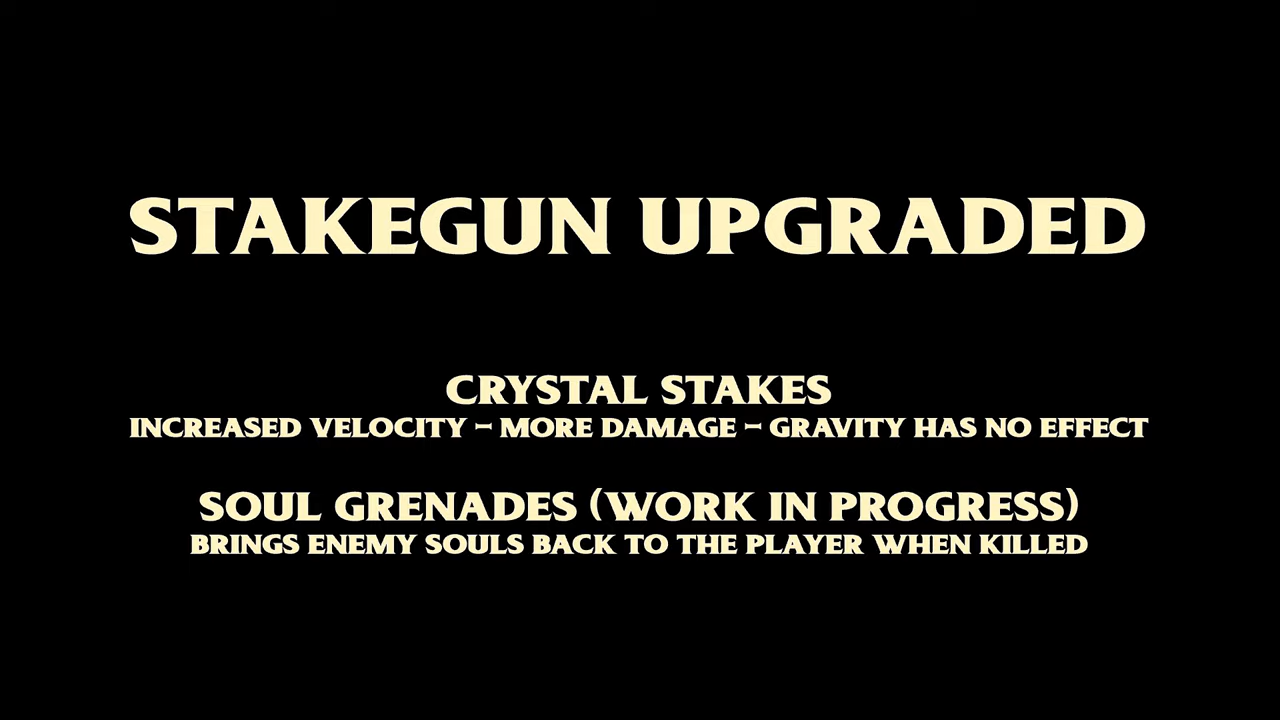 STAKEGUN UPGRADED
CRYSTAL STAKES
INCREASED VELOCITY – MORE DAMAGE – GRAVITY HAS NO EFFECT
SOUL GRENADES (WORK IN PROGRESS)
BRINGS ENEMY SOULS BACK TO THE PLAYER WHEN KILLED